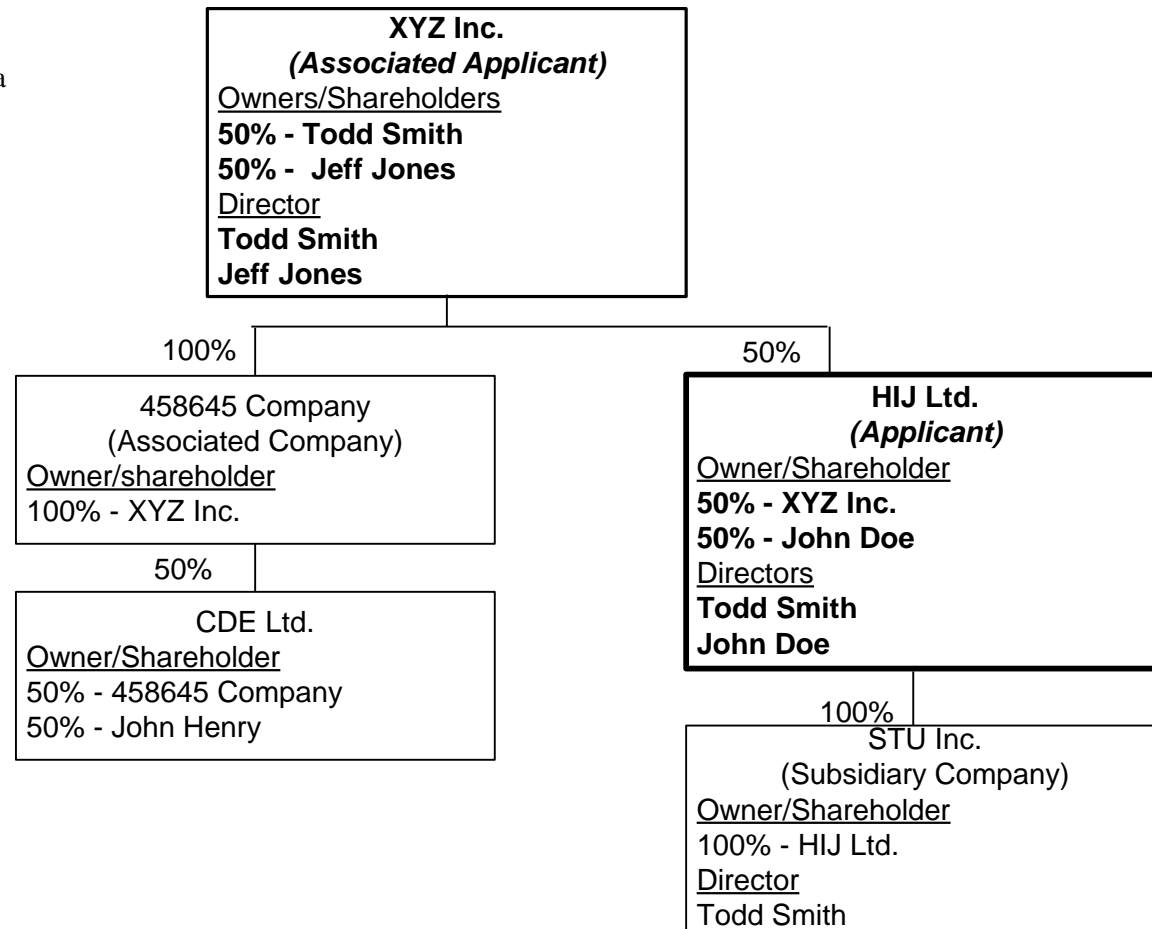 a
XYZ Inc.
(Associated Applicant)
Owners/Shareholders
50% - Todd Smith
50% -  Jeff Jones
Director
Todd Smith
Jeff Jones
100%
50%
458645 Company
(Associated Company)
Owner/shareholder
100% - XYZ Inc.
50%
CDE Ltd.
Owner/Shareholder
50% - 458645 Company
50% - John Henry
HIJ Ltd.
(Applicant)
Owner/Shareholder
50% - XYZ Inc.
50% - John Doe
Directors
Todd Smith
John Doe
100%
STU Inc.
(Subsidiary Company)
Owner/Shareholder
100% - HIJ Ltd.
Director
Todd Smith